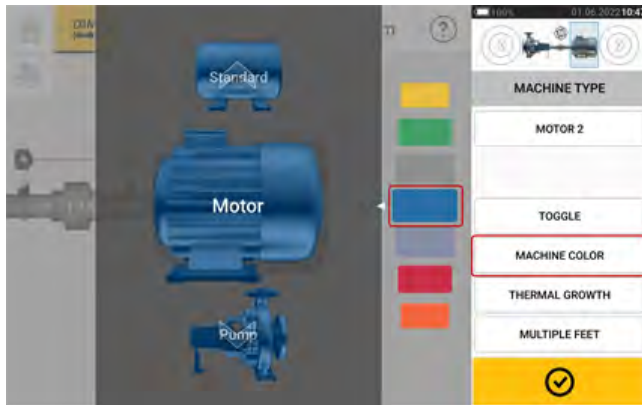 100%
01.06.2022 10:47
?
Standard
Motor
Pump
MACHINE TYPE
MOTOR 2
TOGGLE
MACHINE COLOR
THERMAL GROWTH
MULTIPLE FEET